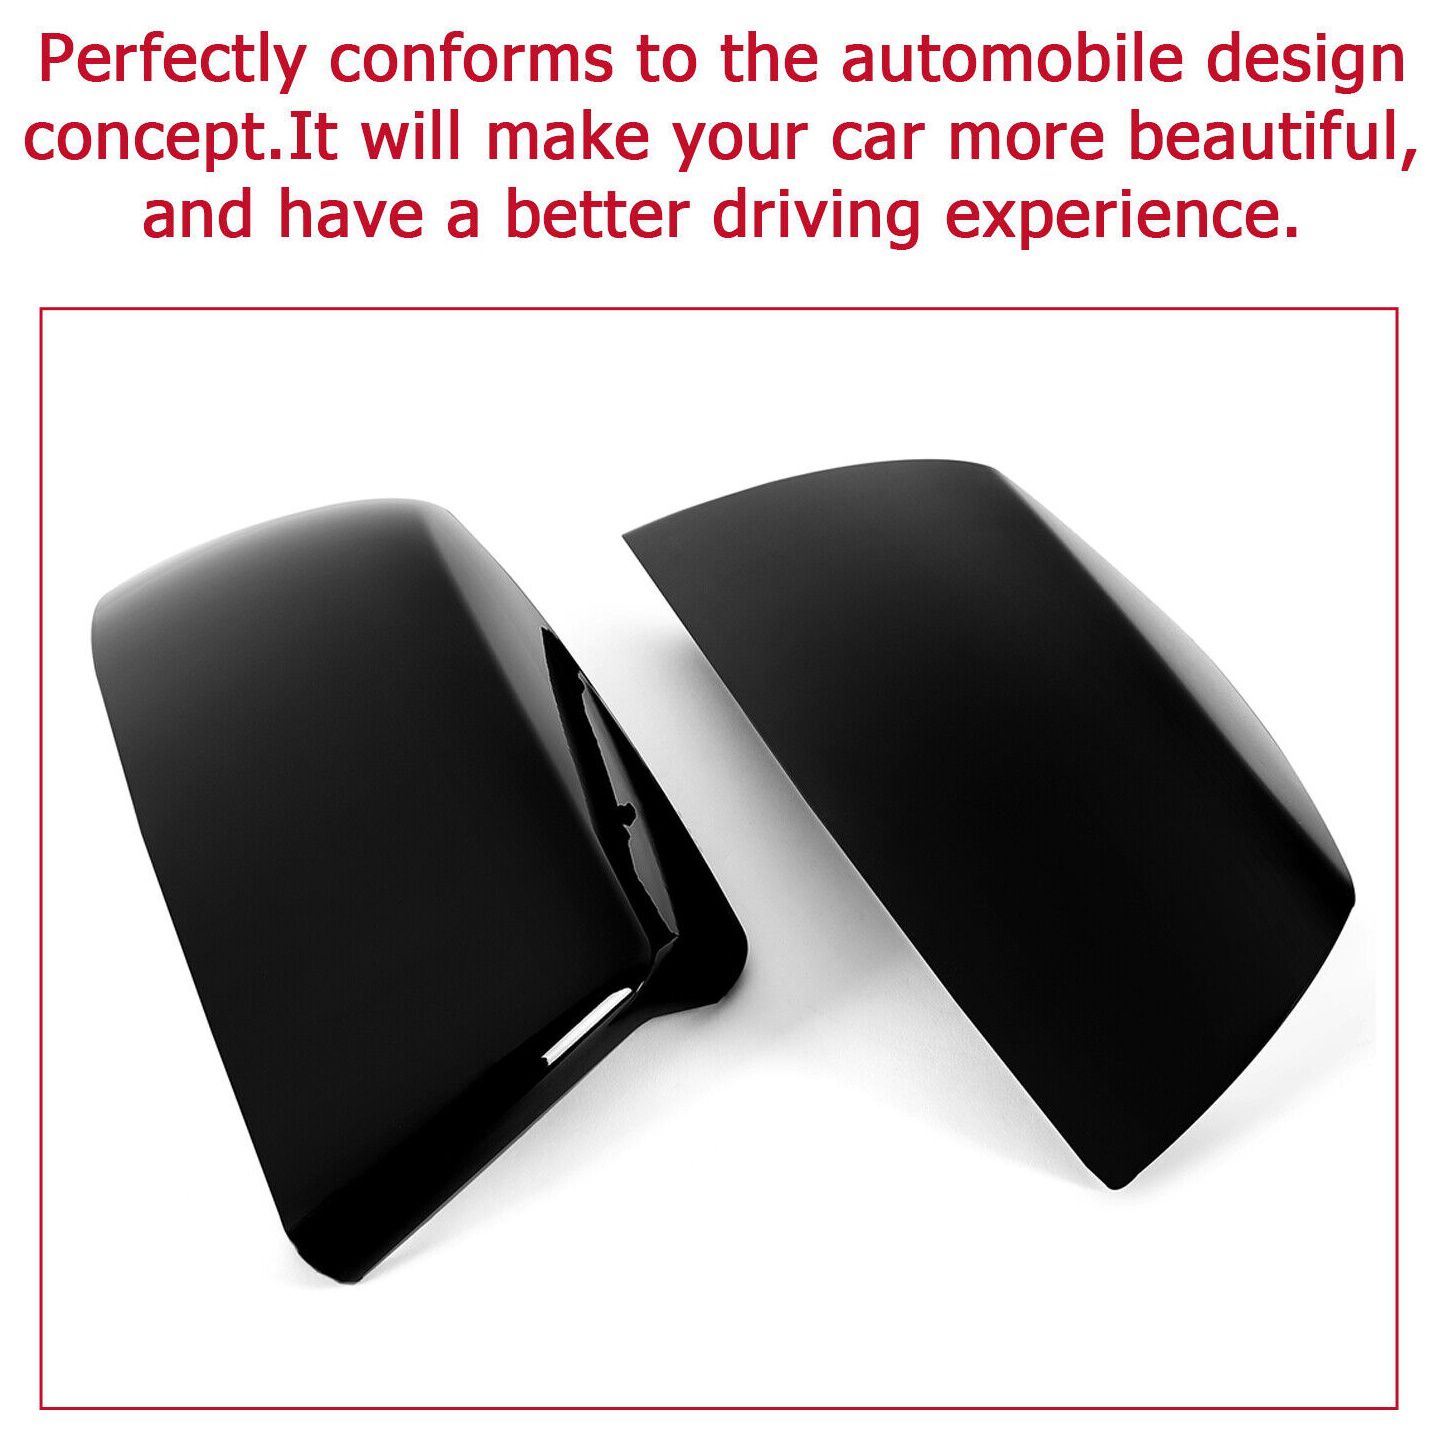 Perfectly conforms to the automobile design
concept.It will make your car more beautiful,
and have a better driving experience.